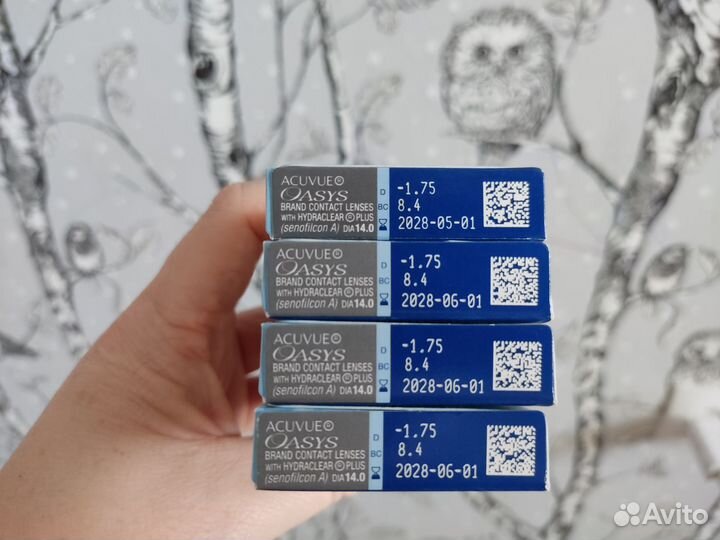 ACUVUE®
OASYS
BRAND CONTACT LENSES
WITH HYDRACLEAR® PLUS
(senofilcon A) DIA14.0
D
BC
-1.75
8.4
2028-05-01
ACUVUE®
OASYS
BRAND CONTACT LENSES
WITH HYDRACLEAR® PLUS
(senofilcon A) DIA14.0
D
BC
-1.75
8.4
2028-06-01
ACUVUE®
OASYS
BRAND CONTACT LENSES
WITH HYDRACLEAR® PLUS
(senofilcon A) DIA14.0
D
BC
-1.75
8.4
2028-06-01
ACUVUE®
OASYS
BRAND CONTACT LENSES
WITH HYDRACLEAR® PLUS
(senofilcon A) DIA14.0
D
BC
-1.75
8.4
2028-06-01
Avito